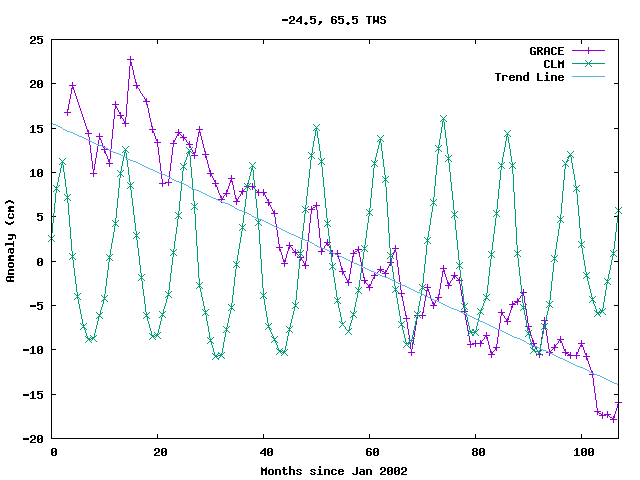 -24.5, 65.5 TWS
GRACE
CLM
Trend Line
25
20
15
10
5
0
-5
-10
-15
-20
Anomaly (cm)
0 20 40 60 80 100
Months since Jan 2002